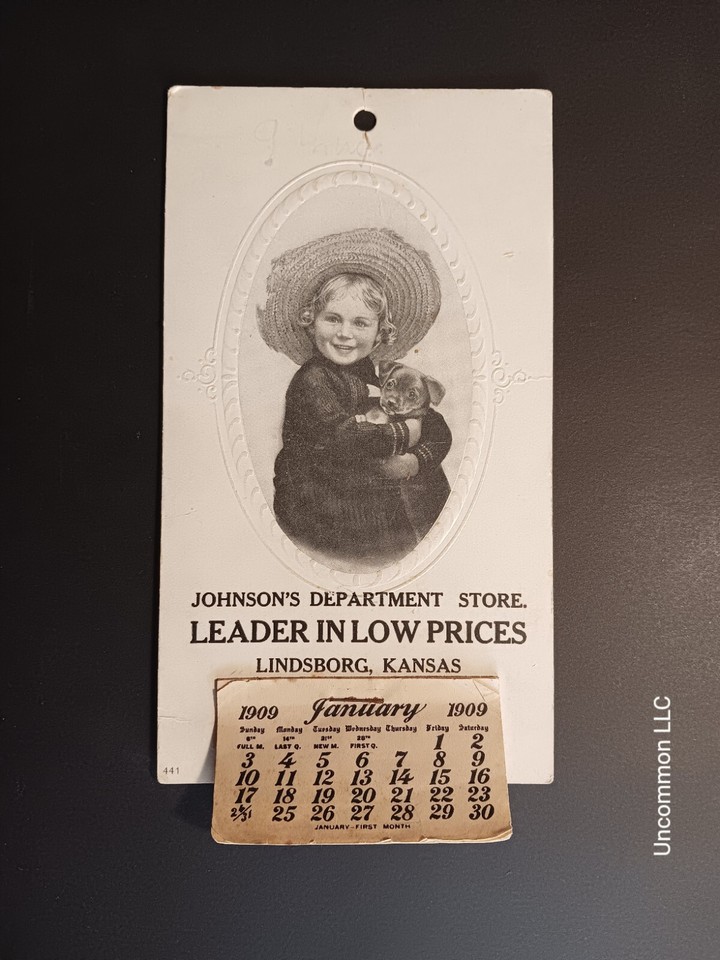 JOHNSON'S DEPARTMENT STORE.
LEADER IN LOW PRICES
LINDSBORG, KANSAS
1909 January 1909
Sunday Monday Tuesday Wednesday Thursday Friday Saterday
6TH 14TH 21ST 28TH
FULL M. LAST Q. NEW M. FIRST Q. 1 2
3 4 5 6 7 8 9
10 11 12 13 14 15 16
17 18 19 20 21 22 23
24/31 25 26 27 28 29 30
JANUARY-FIRST MONTH
441
Uncommon LLC